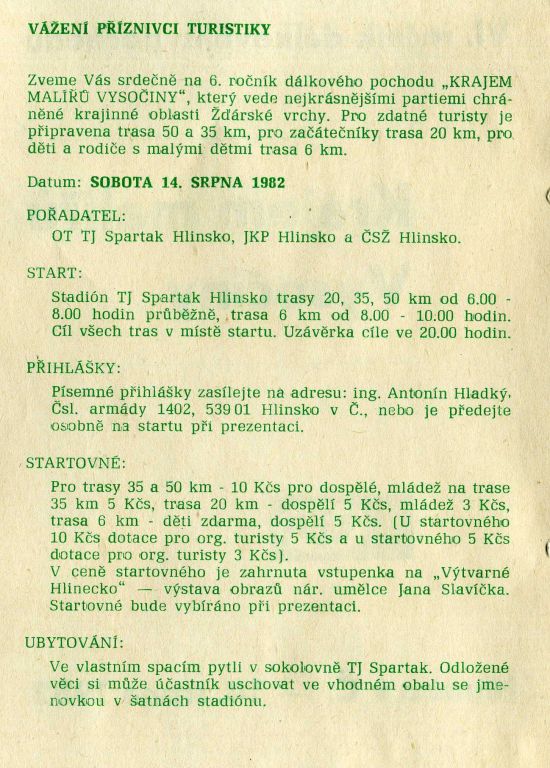 VÁŽENÍ PŘÍZNIVCI TURISTIKY
Zveme Vás srdečně na 6. ročník dálkového pochodu „KRAJEM
MALÍŘŮ VYSOČINY“, který vede nejkrásnějšími partiemi chrá-
něné krajinné oblasti Žďárské vrchy. Pro zdatné turisty je
připravena trasa 50 a 35 km, pro začátečníky trasa 20 km, pro
děti a rodiče s malými dětmi trasa 6 km.
Datum: SOBOTA 14. SRPNA 1982
POŘADATEL:
OT TJ Spartak Hlinsko, JKP Hlinsko a ČSŽ Hlinsko.
START:
Stadión TJ Spartak Hlinsko trasy 20, 35, 50 km od 6.00 -
8.00 hodin průběžně, trasa 6 km od 8.00 - 10.00 hodin.
Cíl všech tras v místě startu. Uzávěrka cíle ve 20.00 hodin.
PŘIHLÁŠKY:
Písemné přihlášky zasílejte na adresu: ing. Antonín Hladký,
Čsl. armády 1402, 539 01 Hlinsko v Č., nebo je předejte
osobně na startu při prezentaci.
STARTOVNÉ:
Pro trasy 35 a 50 km - 10 Kčs pro dospělé, mládež na trase
35 km 5 Kčs, trasa 20 km - dospělí 5 Kčs, mládež 3 Kčs,
trasa 6 km - děti zdarma, dospělí 5 Kčs. (U startovného
10 Kčs dotace pro org. turisty 5 Kčs a u startovného 5 Kčs
dotace pro org. turisty 3 Kčs).
V ceně startovného je zahrnuta vstupenka na „Výtvarné
Hlinecko“ — výstava obrazů nár. umělce Jana Slavíčka.
Startovné bude vybíráno při prezentaci.
UBYTOVÁNÍ:
Ve vlastním spacím pytli v sokolovně TJ Spartak. Odložené
věci si může účastník uschovat ve vhodném obalu se jme-
novkou v šatnách stadiónu.